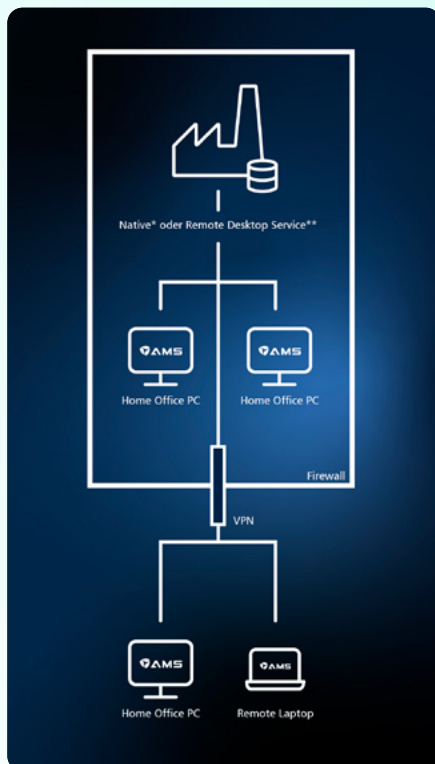 Native* oder Remote Desktop Service**
AMS
AMS
Home Office PC
Home Office PC
Firewall
VPN
AMS
AMS
Home Office PC
Remote Laptop